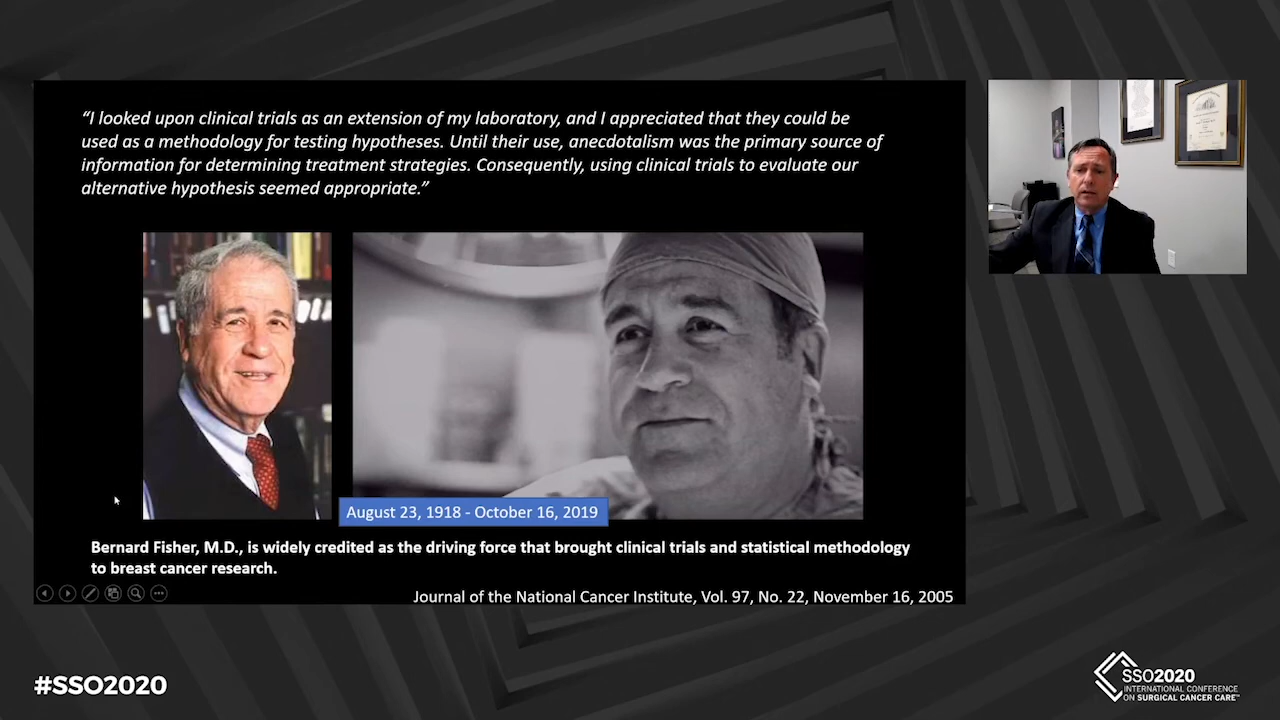 “I looked upon clinical trials as an extension of my laboratory, and I appreciated that they could be
used as a methodology for testing hypotheses. Until their use, anecdotalism was the primary source of
information for determining treatment strategies. Consequently, using clinical trials to evaluate our
alternative hypothesis seemed appropriate.”
August 23, 1918 - October 16, 2019
Bernard Fisher, M.D., is widely credited as the driving force that brought clinical trials and statistical methodology
to breast cancer research.
Journal of the National Cancer Institute, Vol. 97, No. 22, November 16, 2005
#SSO2020
SSO2020
INTERNATIONAL CONFERENCE
ON SURGICAL CANCER CARE™